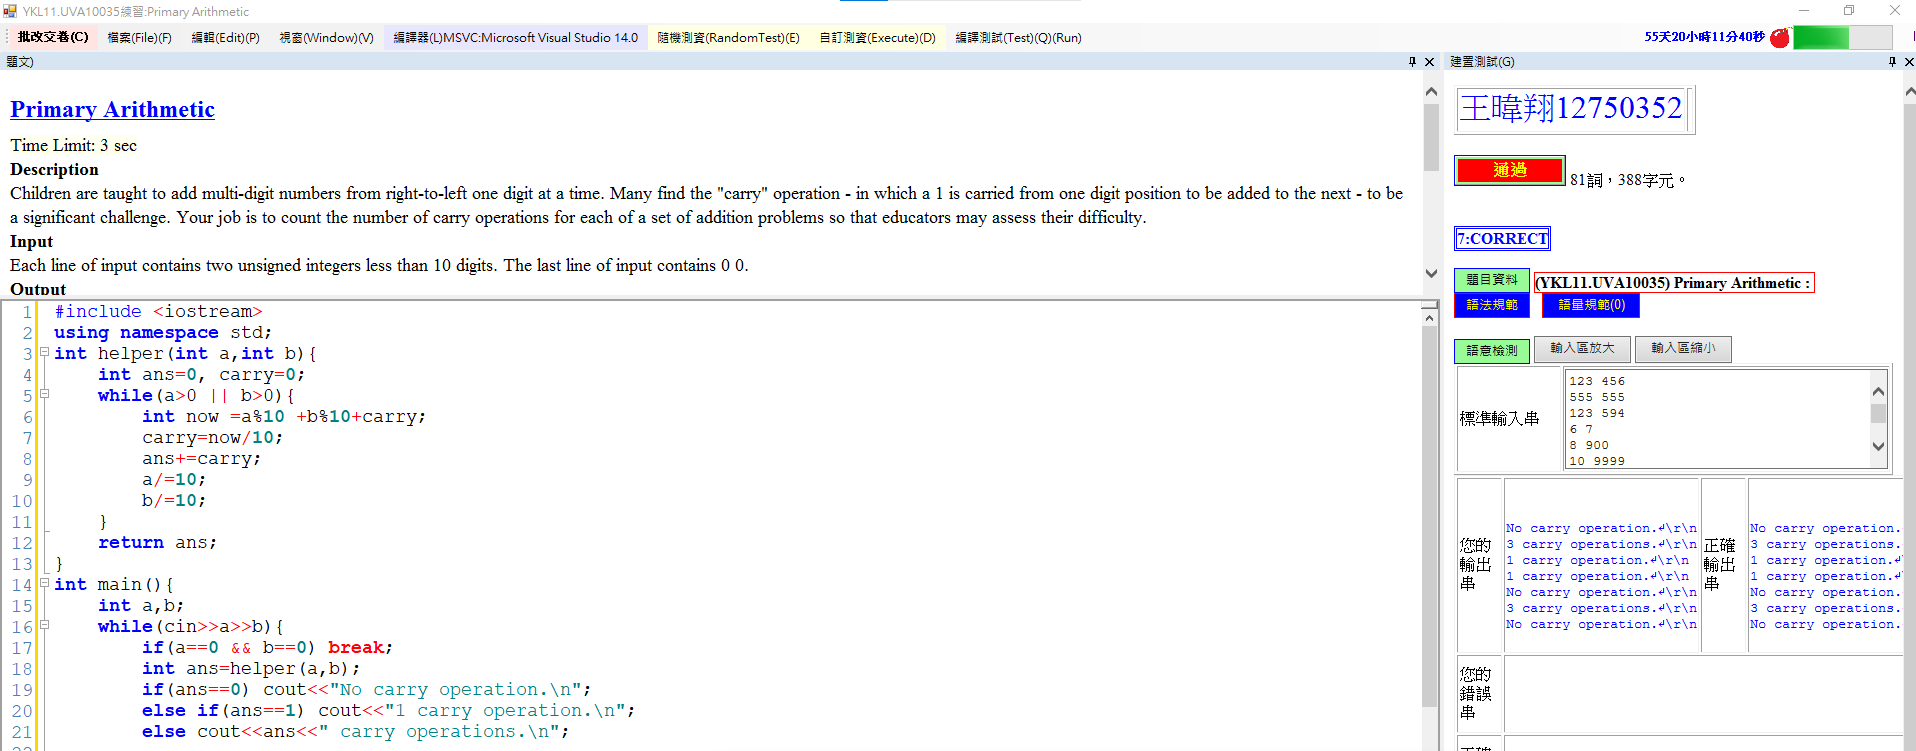 YKL11.UVA10035練習:Primary Arithmetic
批改交卷(C) 檔案(File)(F) 編輯(Edit)(P) 視窗(Window)(V) 編譯器(L)MSVC:Microsoft Visual Studio 14.0 隨機測資(RandomTest)(E) 自訂測資(Execute)(D) 編譯測試(Test)(Q)(Run) 55天20小時11分40秒
題文)
Primary Arithmetic
Time Limit: 3 sec
Description
Children are taught to add multi-digit numbers from right-to-left one digit at a time. Many find the "carry" operation - in which a 1 is carried from one digit position to be added to the next - to be
a significant challenge. Your job is to count the number of carry operations for each of a set of addition problems so that educators may assess their difficulty.
Input
Each line of input contains two unsigned integers less than 10 digits. The last line of input contains 0 0.
Output
1 #include <iostream>
2 using namespace std;
3 int helper(int a,int b){
4 int ans=0, carry=0;
5 while(a>0 || b>0){
6 int now =a%10 +b%10+carry;
7 carry=now/10;
8 ans+=carry;
9 a/=10;
10 b/=10;
11 }
12 return ans;
13 }
14 int main(){
15 int a,b;
16 while(cin>>a>>b){
17 if(a==0 && b==0) break;
18 int ans=helper(a,b);
19 if(ans==0) cout<<"No carry operation.\n";
20 else if(ans==1) cout<<"1 carry operation.\n";
21 else cout<<ans<<" carry operations.\n";
建置測試(G)
王暐翔12750352
通過 81詞，388字元。
7:CORRECT
題目資料 (YKL11.UVA10035) Primary Arithmetic :
語法規範 語量規範(0)
語意檢測 輸入區放大 輸入區縮小
標準輸入串
123 456
555 555
123 594
6 7
8 900
10 9999
您的輸出串
No carry operation.↲\r\n
3 carry operations.↲\r\n
1 carry operation.↲\r\n
1 carry operation.↲\r\n
No carry operation.↲\r\n
3 carry operations.↲\r\n
No carry operation.↲\r\n
正確輸出串
No carry operation.
3 carry operations.
1 carry operation.↲
1 carry operation.↲
No carry operation.
3 carry operations.
No carry operation.
您的錯誤串